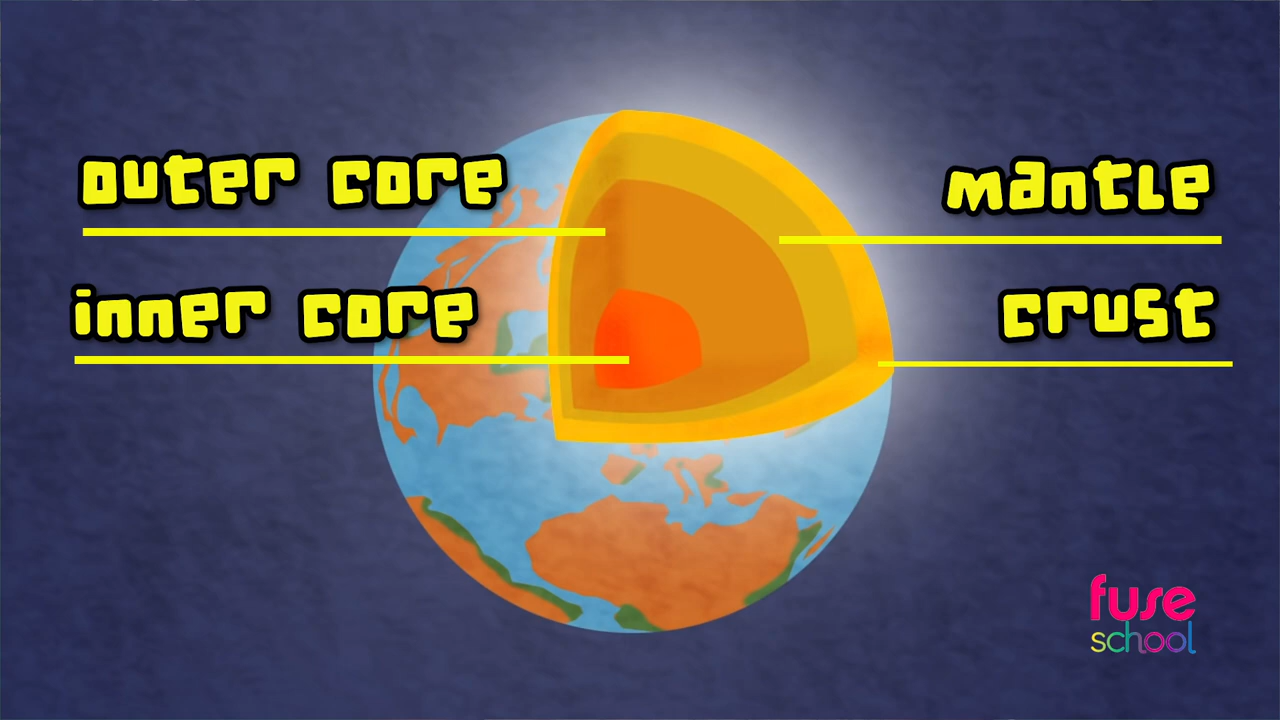 outer core
mantle
inner core
crust
fuse
school